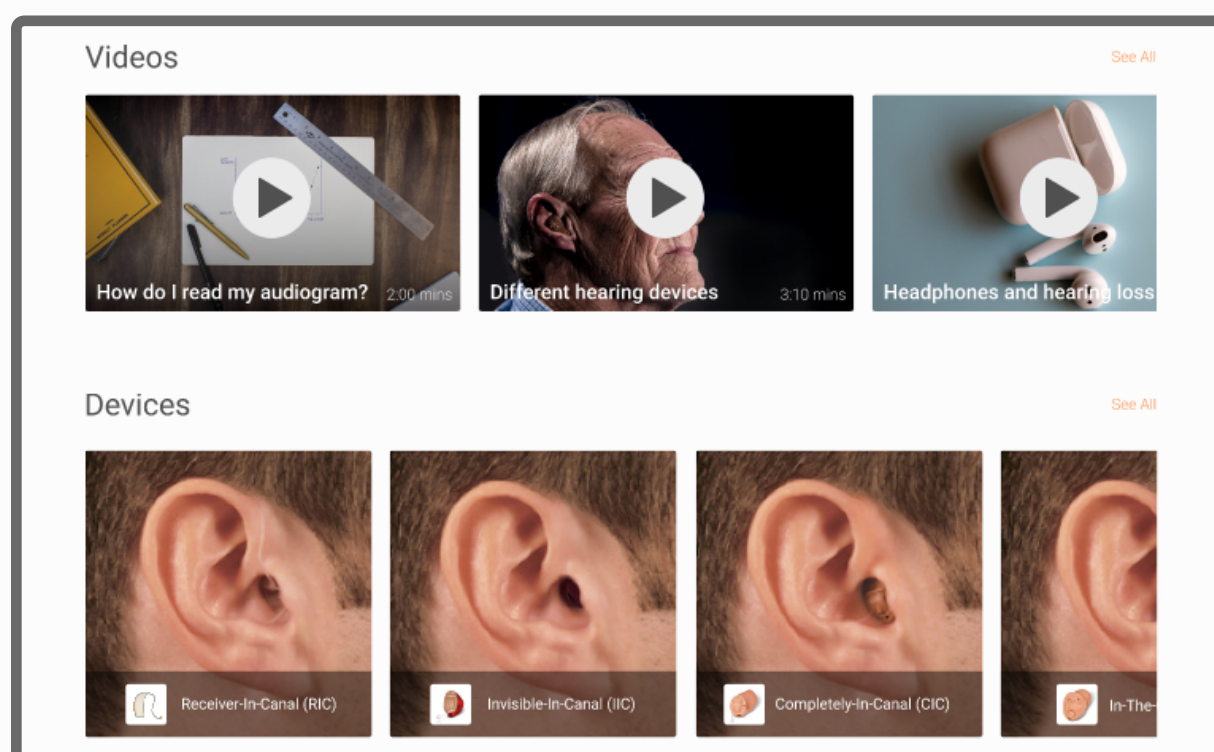 Videos
See All
How do I read my audiogram?
2:00 mins
Different hearing devices
3:10 mins
Headphones and hearing loss
Devices
See All
Receiver-In-Canal (RIC)
Invisible-In-Canal (IIC)
Completely-In-Canal (CIC)
In-The-